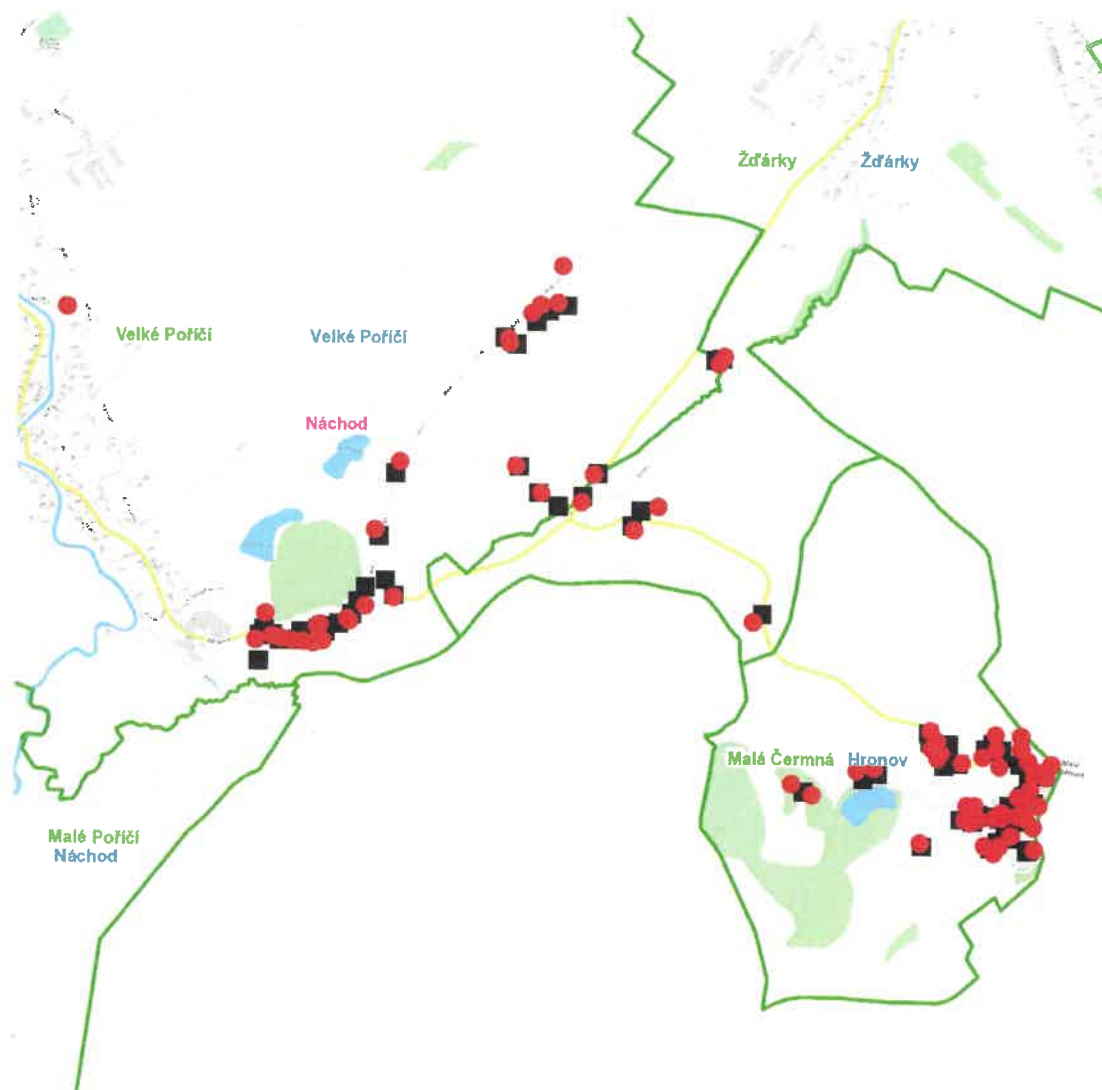 Žďárky Žďárky
Velké Poříčí Velké Poříčí
Náchod
Malá Čermná Hronov
Malé Poříčí
Náchod